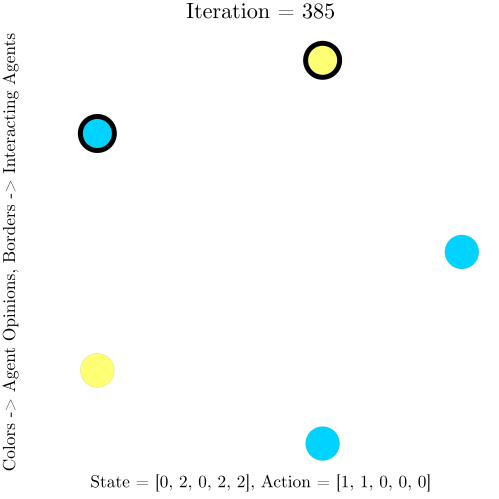 Iteration = 385
Colors -> Agent Opinions, Borders -> Interacting Agents
State = [0, 2, 0, 2, 2], Action = [1, 1, 0, 0, 0]